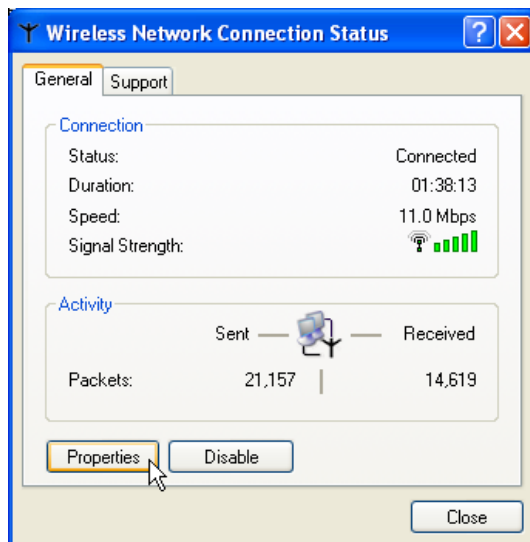 Wireless Network Connection Status
General Support
Connection
Status: Connected
Duration: 01:38:13
Speed: 11.0 Mbps
Signal Strength:
Activity
Sent Received
Packets: 21,157 14,619
Properties Disable
Close